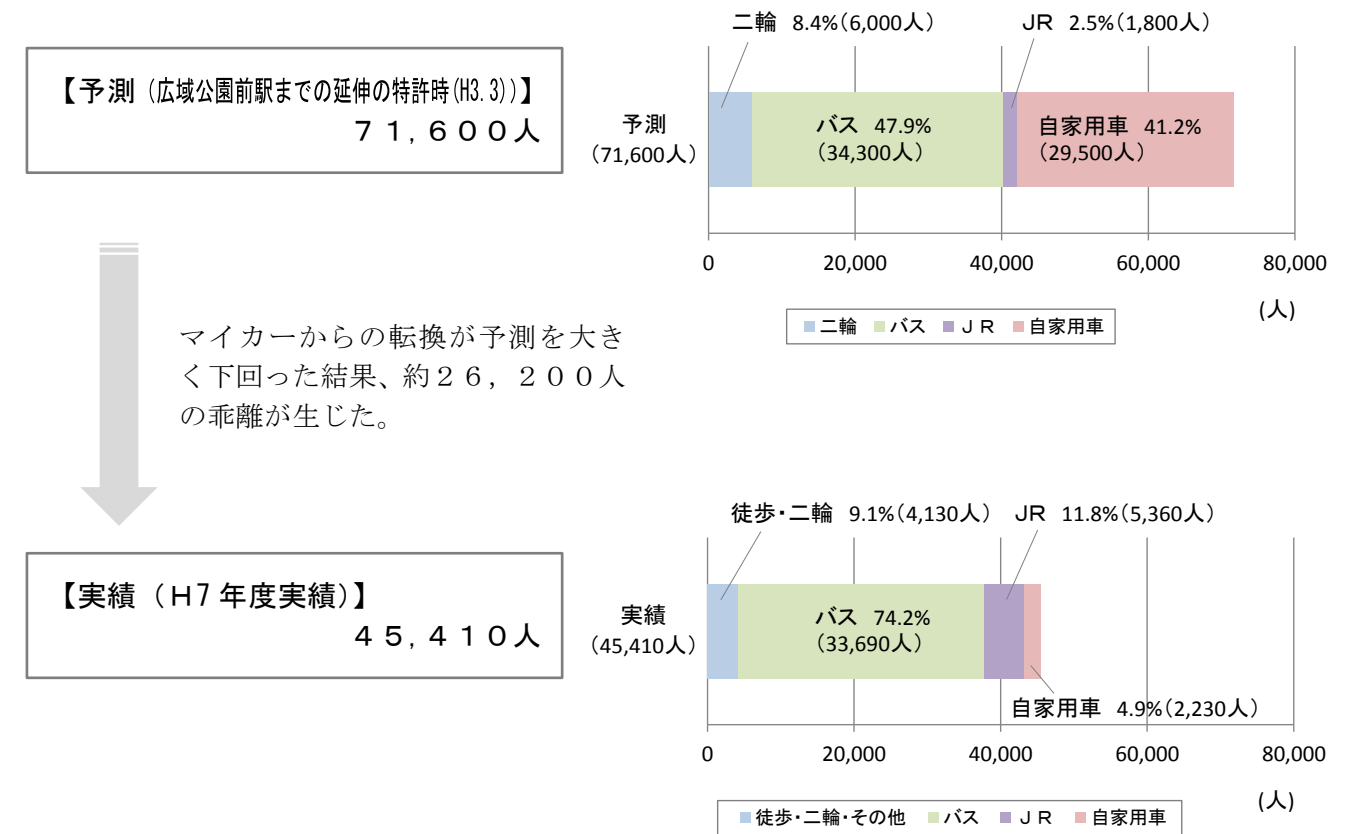 【予測（広域公園前駅までの延伸の特許時(H3.3)）】
７１,６００人
二輪 8.4%(6,000人)
ＪＲ 2.5%(1,800人)
予測
(71,600人)
バス 47.9%
(34,300人)
自家用車 41.2%
(29,500人)
0 20,000 40,000 60,000 80,000
(人)
二輪 バス ＪＲ 自家用車
マイカーからの転換が予測を大き
く下回った結果、約２６，２００人
の乖離が生じた。
【実績（Ｈ７年度実績）】
４５,４１０人
徒歩・二輪 9.1%(4,130人)
ＪＲ 11.8%(5,360人)
実績
(45,410人)
バス 74.2%
(33,690人)
自家用車 4.9%(2,230人)
0 20,000 40,000 60,000 80,000
(人)
徒歩・二輪・その他 バス ＪＲ 自家用車